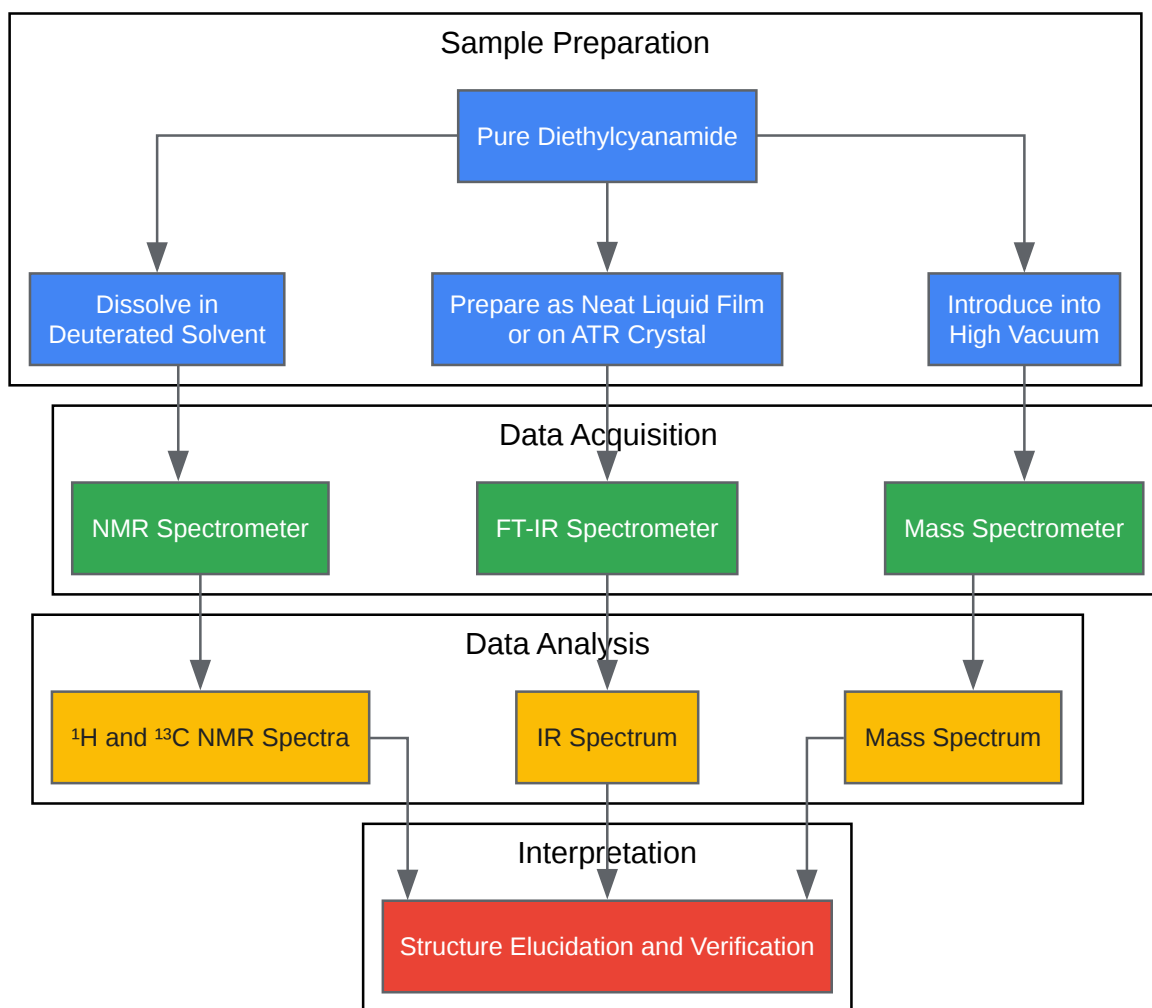 Sample Preparation
Pure Diethylcyanamide
Dissolve in
Deuterated Solvent
Prepare as Neat Liquid Film
or on ATR Crystal
Introduce into
High Vacuum
Data Acquisition
NMR Spectrometer
FT-IR Spectrometer
Mass Spectrometer
Data Analysis
¹H and ¹³C NMR Spectra
IR Spectrum
Mass Spectrum
Interpretation
Structure Elucidation and Verification